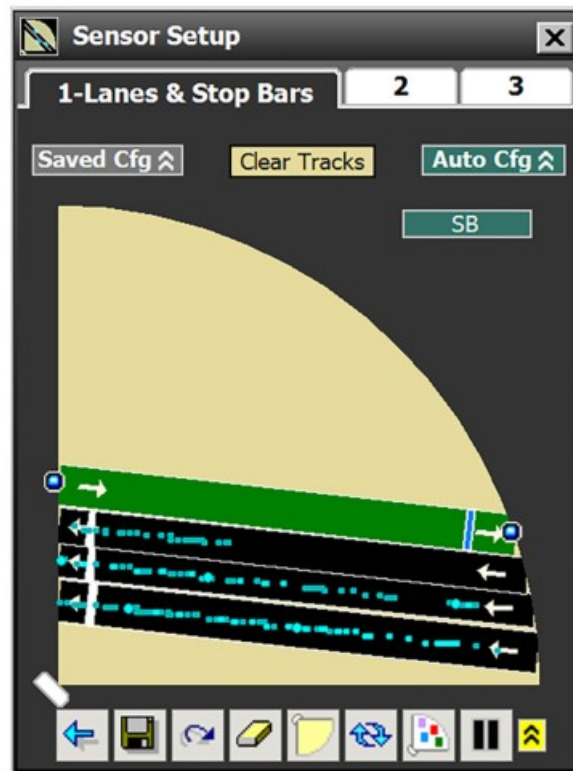 Sensor Setup
1-Lanes & Stop Bars 2 3
Saved Cfg Clear Tracks Auto Cfg
SB